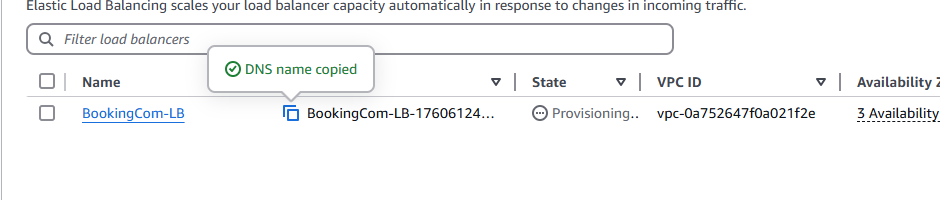 Elastic Load Balancing scales your load balancer capacity automatically in response to changes in incoming traffic.
Filter load balancers
DNS name copied
Name State VPC ID Availability Z
BookingCom-LB BookingCom-LB-17606124... Provisioning.. vpc-0a752647f0a021f2e 3 Availability